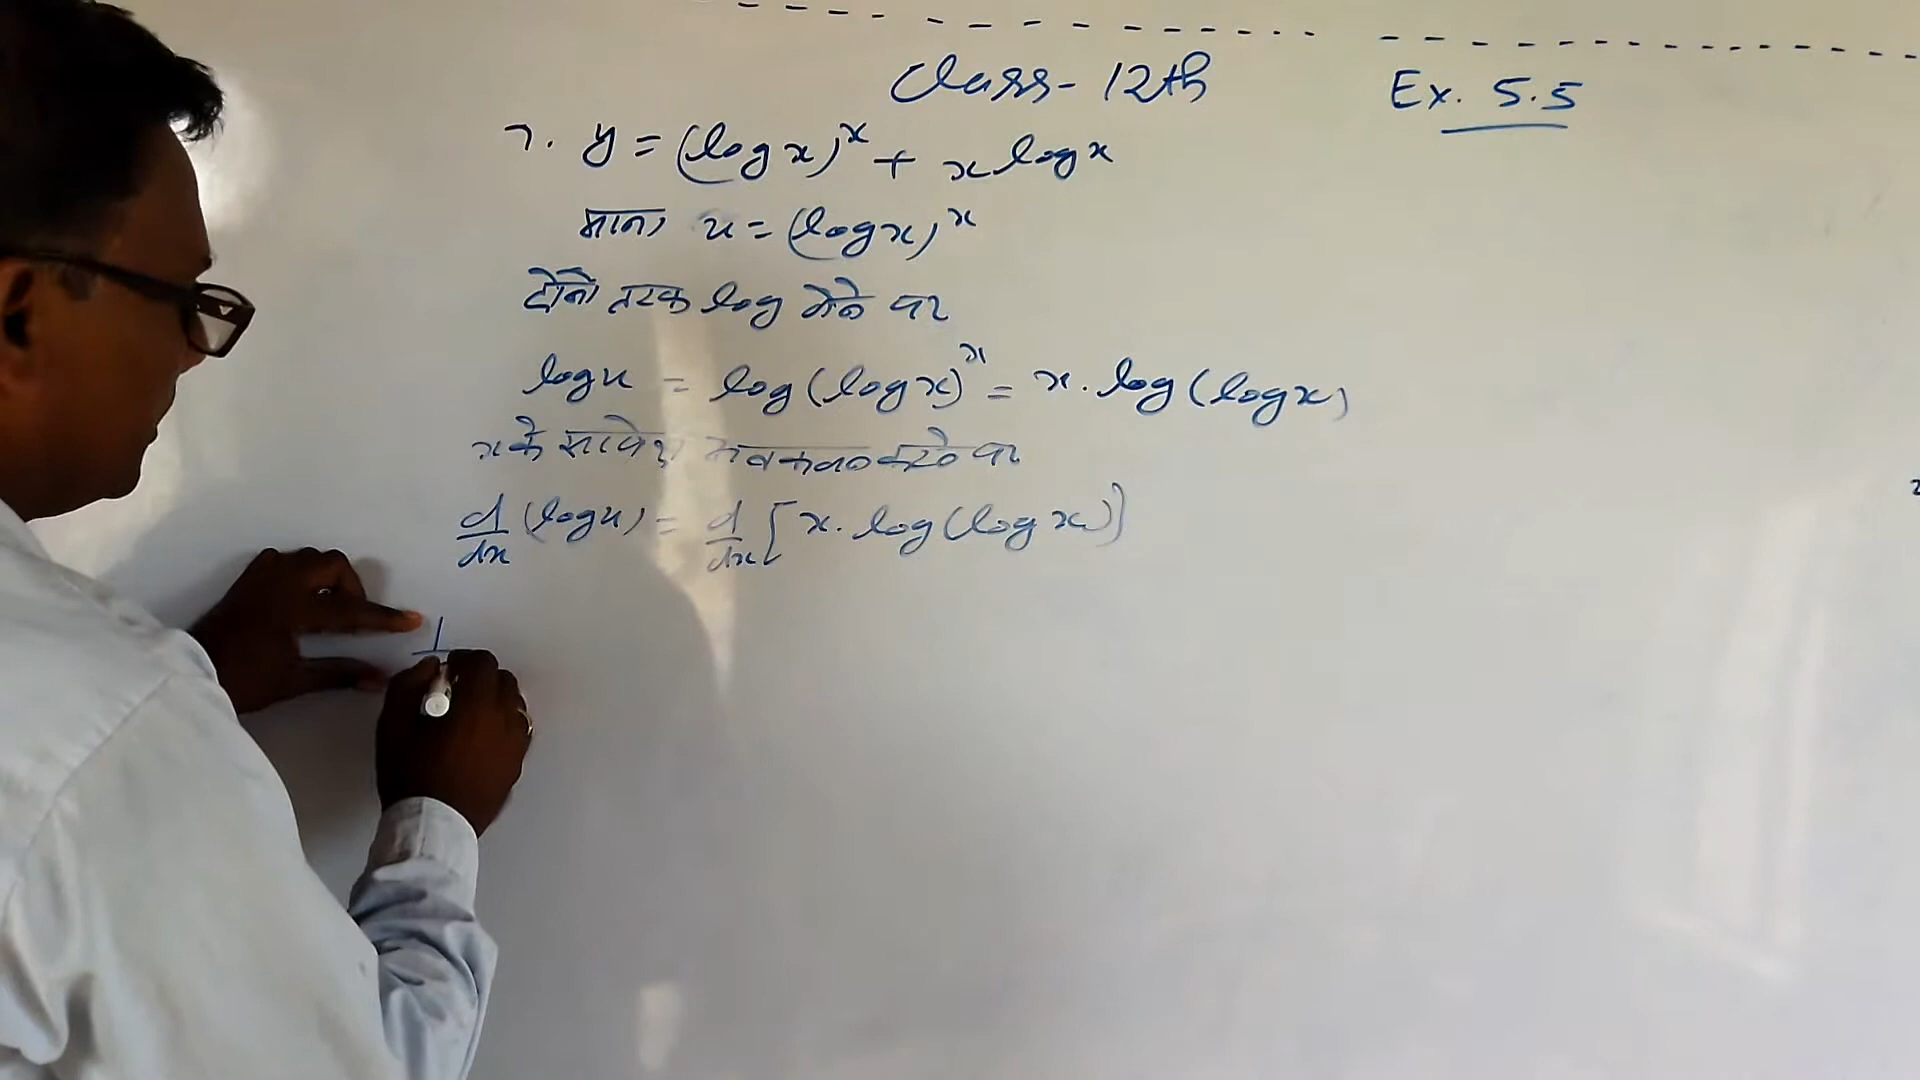 Class- 12th
Ex. 5.5
7. y = (log x)^x + x^log x
माना u = (log x)^x
दोनों तरफ log लेने पर
log u = log (log x)^x = x. log (log x)
x के सापेक्ष अवकलन करने पर
d/dx (log u) = d/dx [x. log (log x)]
1
2